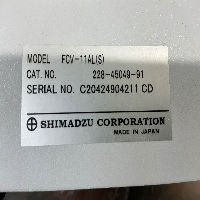 MODEL FCV-11AL(S)
CAT. NO. 228-45049-91
SERIAL NO. C20424904211 CD
SHIMADZU CORPORATION
MADE IN JAPAN